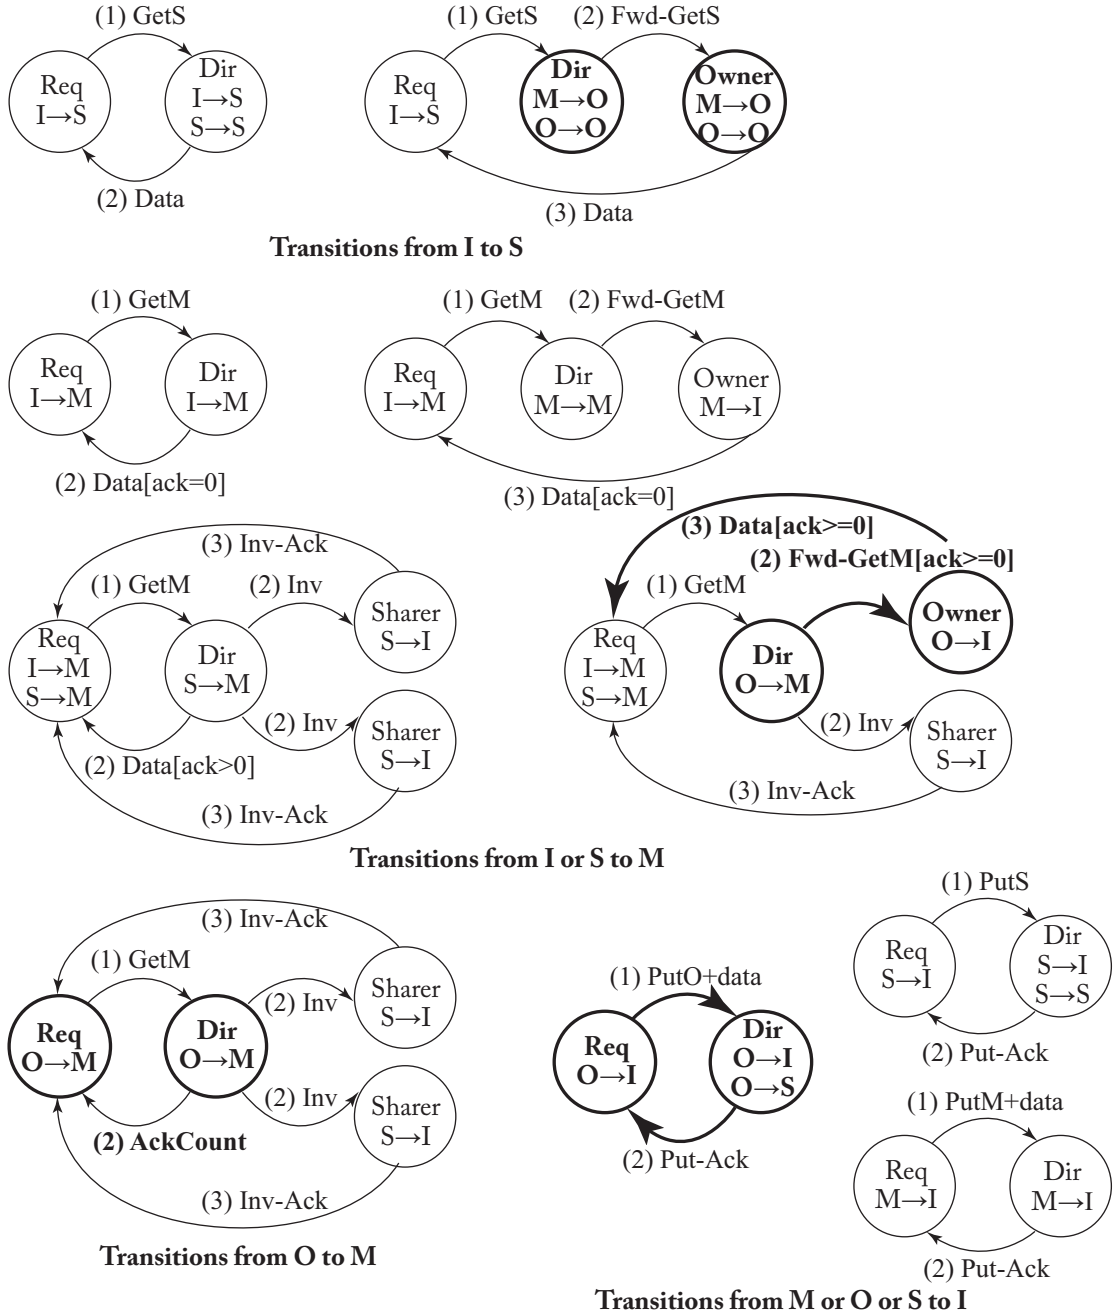 (1) GetS
Req
I→S
Dir
I→S
S→S
(2) Data
(1) GetS
(2) Fwd-GetS
Req
I→S
Dir
M→O
O→O
Owner
M→O
O→O
(3) Data
Transitions from I to S
(1) GetM
Req
I→M
Dir
I→M
(2) Data[ack=0]
(1) GetM
(2) Fwd-GetM
Req
I→M
Dir
M→M
Owner
M→I
(3) Data[ack=0]
(3) Inv-Ack
(1) GetM
(2) Inv
Req
I→M
S→M
Dir
S→M
Sharer
S→I
(2) Inv
Sharer
S→I
(2) Data[ack>0]
(3) Inv-Ack
(3) Data[ack>=0]
(2) Fwd-GetM[ack>=0]
(1) GetM
Req
I→M
S→M
Dir
O→M
Owner
O→I
(2) Inv
Sharer
S→I
(3) Inv-Ack
Transitions from I or S to M
(3) Inv-Ack
(1) GetM
(2) Inv
Req
O→M
Dir
O→M
Sharer
S→I
(2) Inv
Sharer
S→I
(2) AckCount
(3) Inv-Ack
Transitions from O to M
(1) PutO+data
Req
O→I
Dir
O→I
O→S
(2) Put-Ack
(1) PutS
Req
S→I
Dir
S→I
S→S
(2) Put-Ack
(1) PutM+data
Req
M→I
Dir
M→I
(2) Put-Ack
Transitions from M or O or S to I